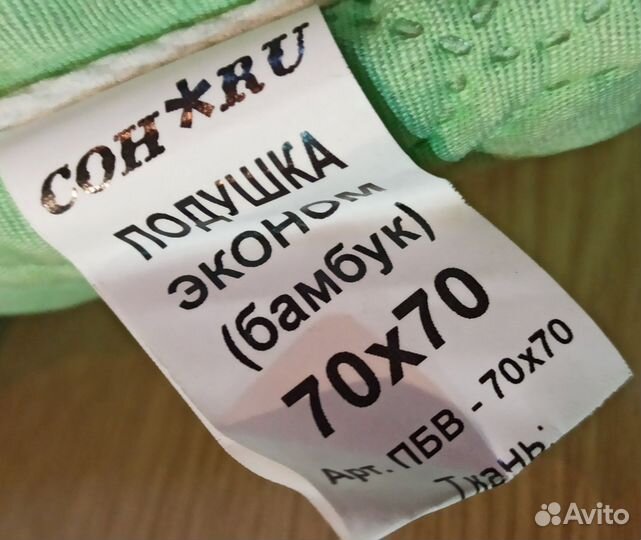 СОН*RU
ПОДУШКА
ЭКОНОМ
(бамбук)
70х70
Арт. ПБВ - 70х70
Ткань:
Avito